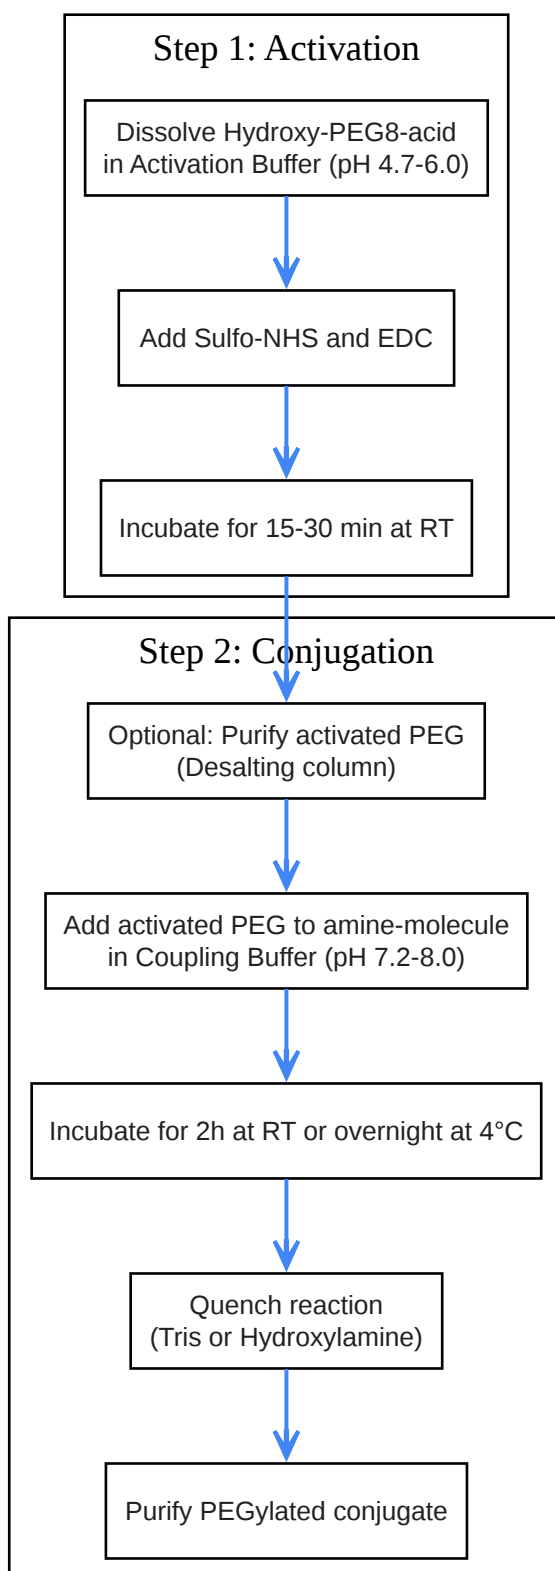 Step 1: Activation
Dissolve Hydroxy-PEG8-acid
in Activation Buffer (pH 4.7-6.0)
Add Sulfo-NHS and EDC
Incubate for 15-30 min at RT
Step 2: Conjugation
Optional: Purify activated PEG
(Desalting column)
Add activated PEG to amine-molecule
in Coupling Buffer (pH 7.2-8.0)
Incubate for 2h at RT or overnight at 4°C
Quench reaction
(Tris or Hydroxylamine)
Purify PEGylated conjugate